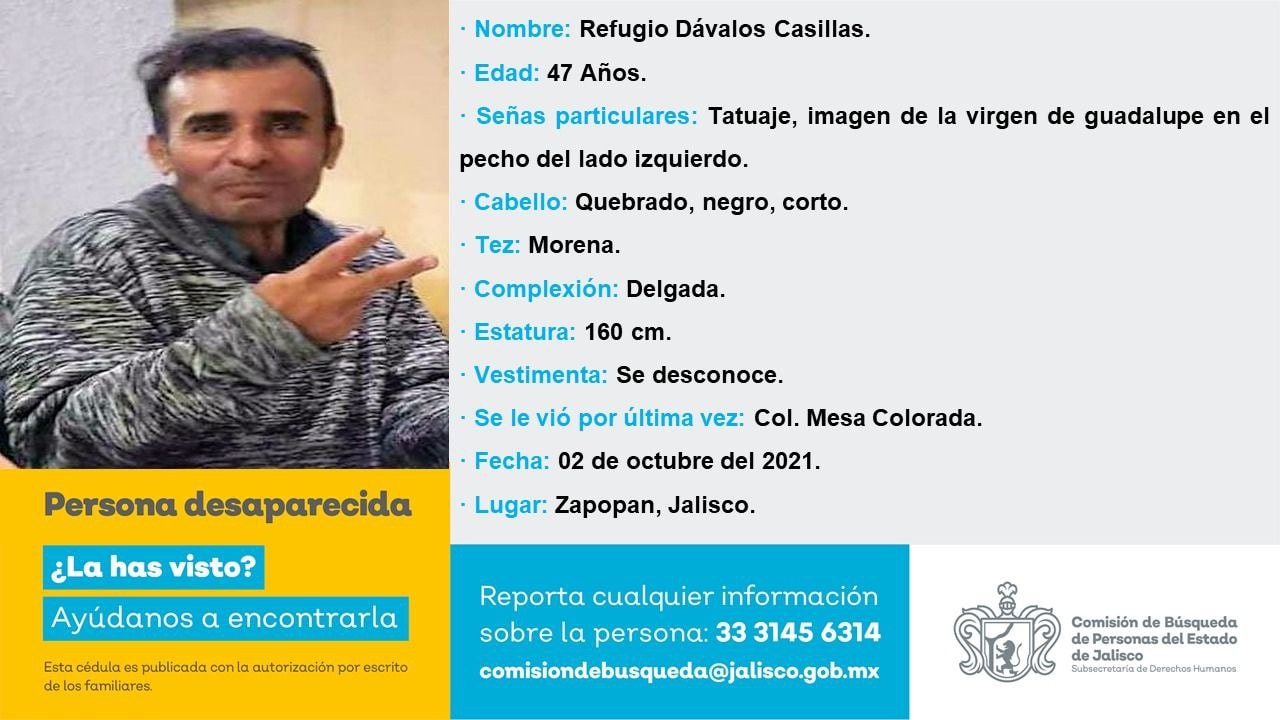 · Nombre: Refugio Dávalos Casillas.
· Edad: 47 Años.
· Señas particulares: Tatuaje, imagen de la virgen de guadalupe en el
pecho del lado izquierdo.
· Cabello: Quebrado, negro, corto.
· Tez: Morena.
· Complexión: Delgada.
· Estatura: 160 cm.
· Vestimenta: Se desconoce.
· Se le vió por última vez: Col. Mesa Colorada.
· Fecha: 02 de octubre del 2021.
· Lugar: Zapopan, Jalisco.
Persona desaparecida
¿La has visto?
Ayúdanos a encontrarla
Esta cédula es publicada con la autorización por escrito
de los familiares.
Reporta cualquier información
sobre la persona: 33 3145 6314
comisiondebusqueda@jalisco.gob.mx
Comisión de Búsqueda
de Personas del Estado
de Jalisco
Subsecretaría de Derechos Humanos